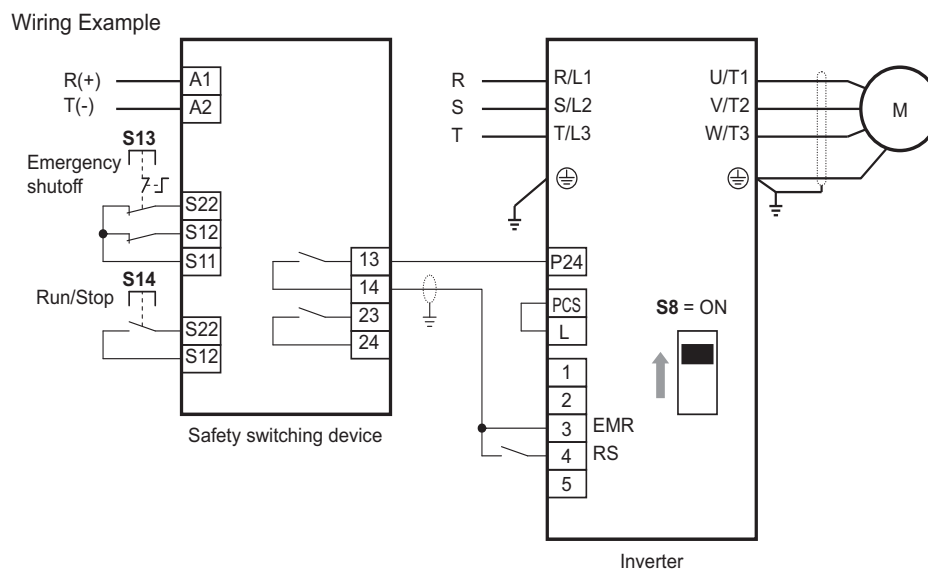 Wiring Example
R(+)
A1
T(-)
A2
S13
Emergency
shutoff
S22
S12
S11
S14
Run/Stop
S22
S12
13
14
23
24
Safety switching device
R
R/L1
S
S/L2
T
T/L3
U/T1
V/T2
W/T3
M
P24
PCS
L
S8 = ON
1
2
3
EMR
4
RS
5
Inverter